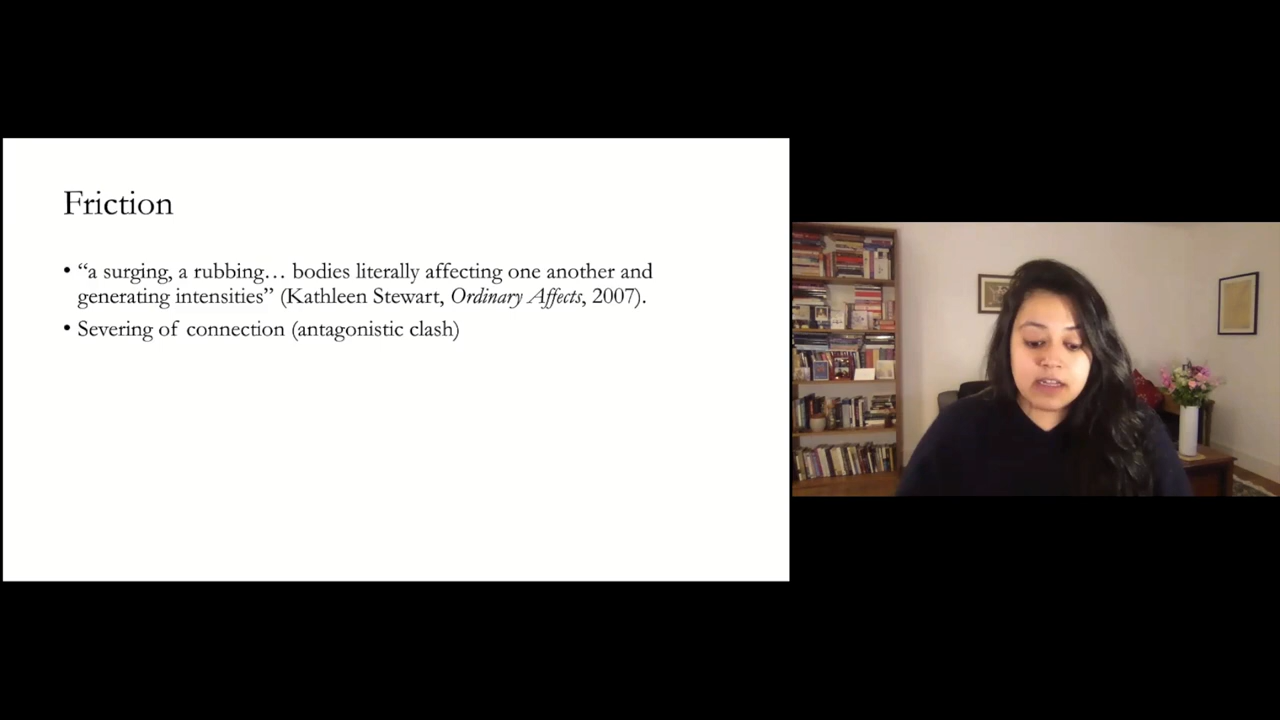 Friction
• “a surging, a rubbing… bodies literally affecting one another and
generating intensities” (Kathleen Stewart, Ordinary Affects, 2007).
• Severing of connection (antagonistic clash)